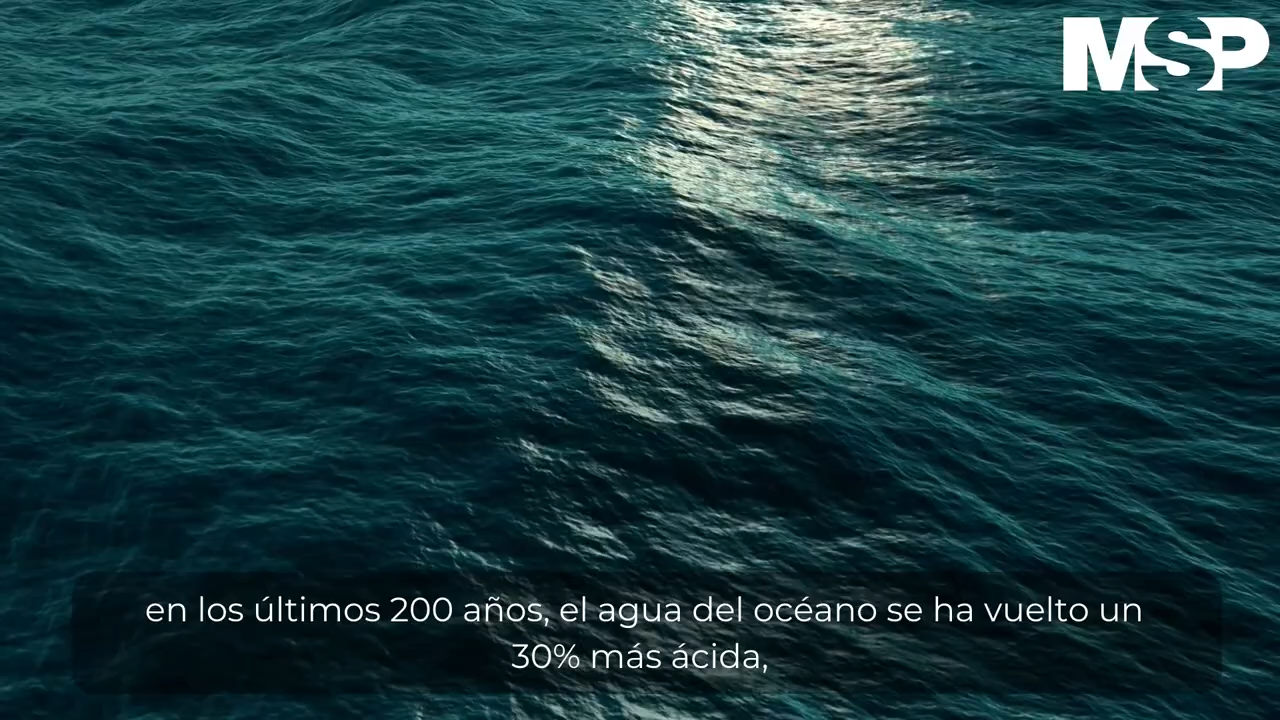 MSP
en los últimos 200 años, el agua del océano se ha vuelto un
30% más ácida,